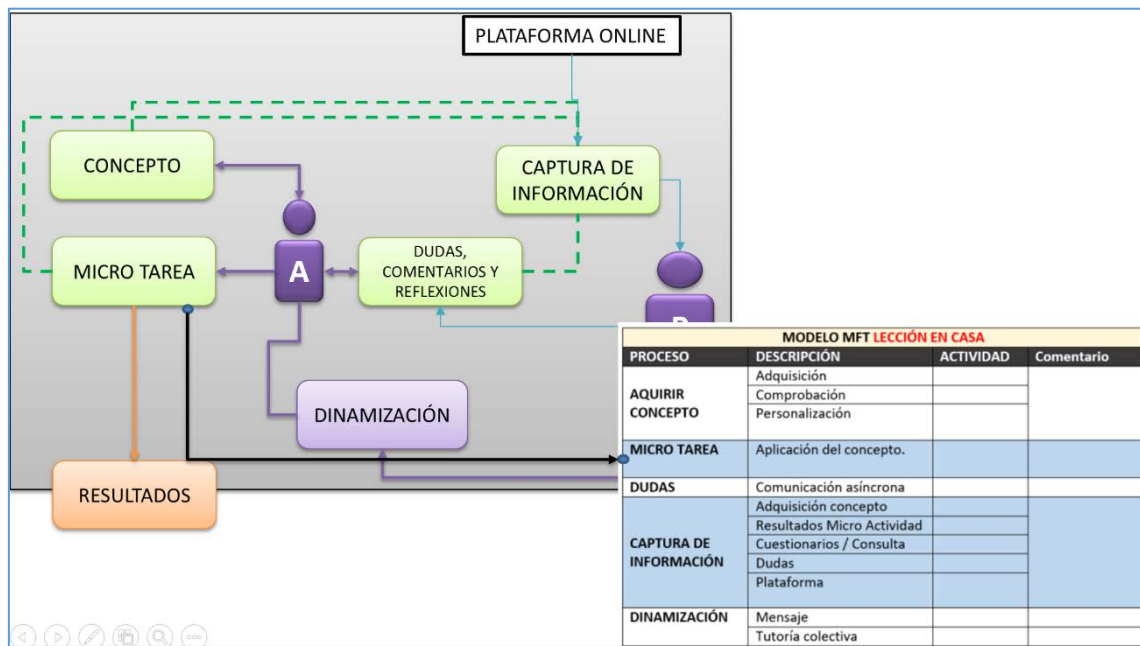 PLATAFORMA ONLINE
CONCEPTO
CAPTURA DE
INFORMACIÓN
MICRO TAREA
A
DUDAS,
COMENTARIOS Y
REFLEXIONES
DINAMIZACIÓN
RESULTADOS
MODELO MFT LECCIÓN EN CASA
PROCESO DESCRIPCIÓN ACTIVIDAD Comentario
AQUIRIR
CONCEPTO
Adquisición
Comprobación
Personalización
MICRO TAREA Aplicación del concepto.
DUDAS Comunicación asíncrona
CAPTURA DE
INFORMACIÓN
Adquisición concepto
Resultados Micro Actividad
Cuestionarios / Consulta
Dudas
Plataforma
DINAMIZACIÓN Mensaje
Tutoría colectiva